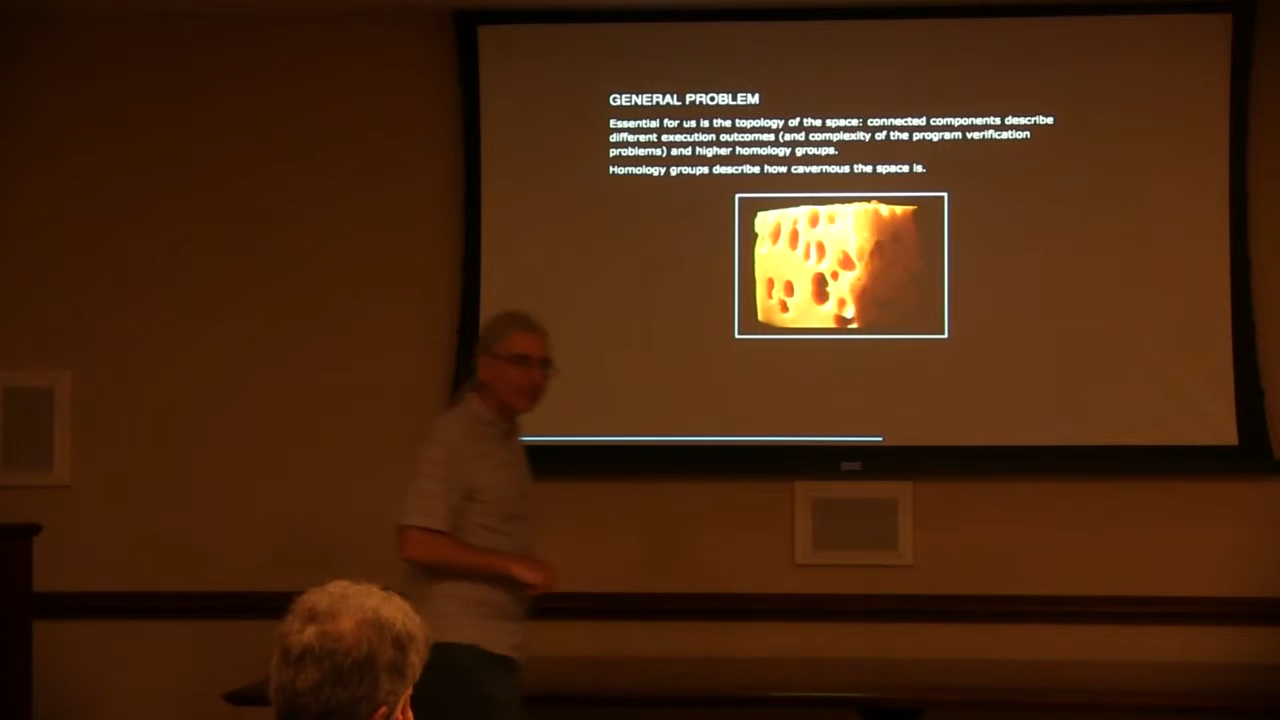 GENERAL PROBLEM
Essential for us is the topology of the space: connected components describe
different execution outcomes (and complexity of the program verification
problems) and higher homology groups.
Homology groups describe how cavernous the space is.